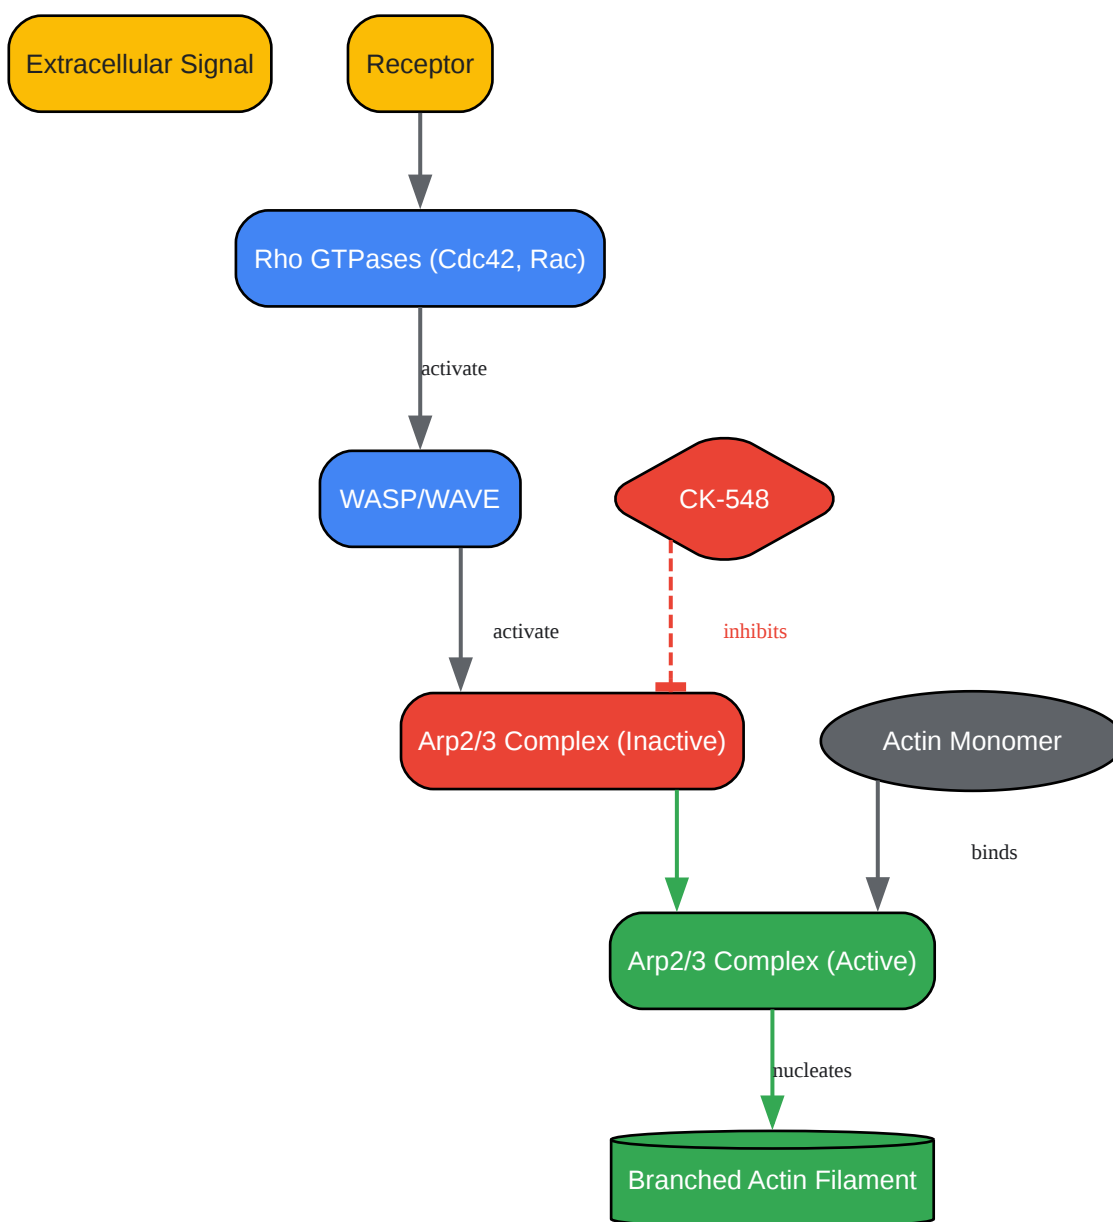 Extracellular Signal
Receptor
Rho GTPases (Cdc42, Rac)
activate
WASP/WAVE
CK-548
activate
inhibits
Arp2/3 Complex (Inactive)
Actin Monomer
binds
Arp2/3 Complex (Active)
nucleates
Branched Actin Filament